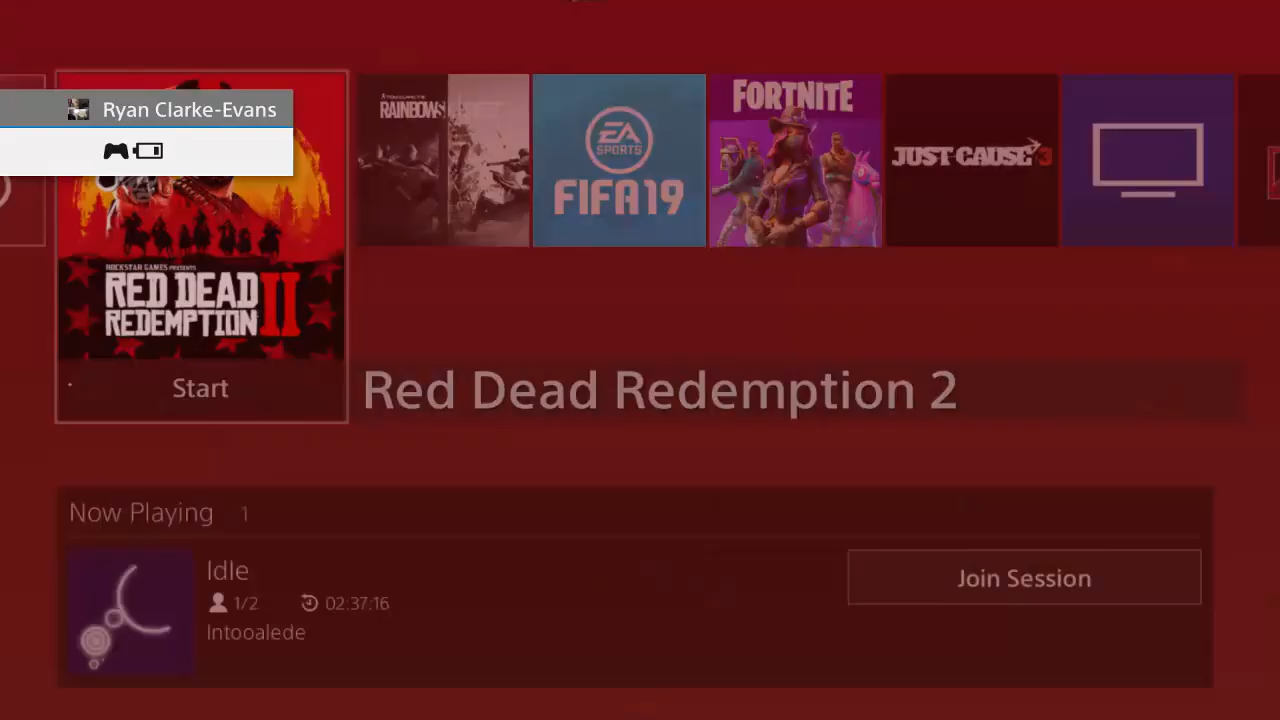 Ryan Clarke-Evans
RAINBOW
EA
SPORTS
FIFA19
FORTNITE
JUST CAUSE 3
ROCKSTAR GAMES PRESENTS
RED DEAD
REDEMPTION II
Start
Red Dead Redemption 2
Now Playing 1
Idle
1/2 02:37:16
Intooalede
Join Session